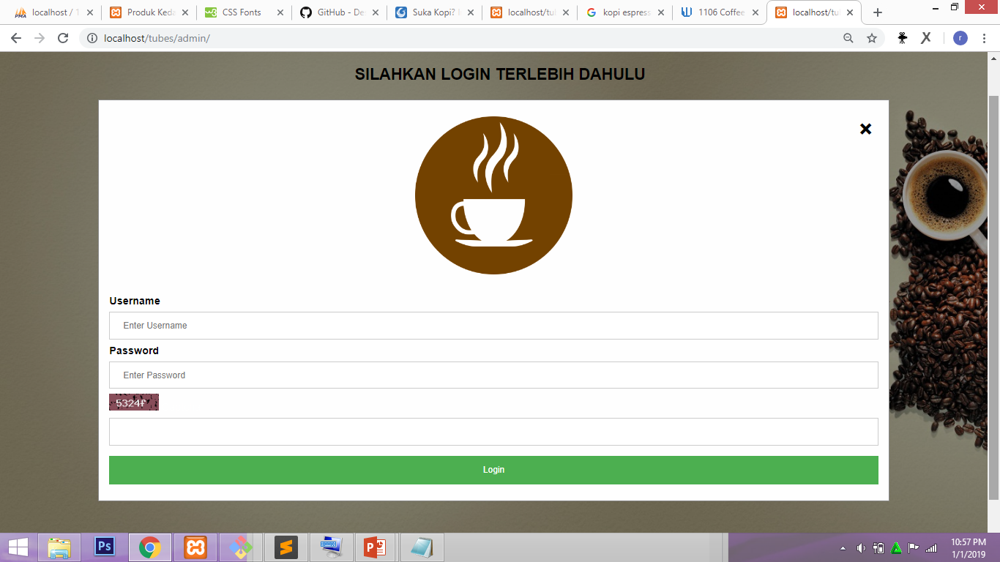 localhost / 1
Produk Keda
CSS Fonts
GitHub - De
Suka Kopi?
localhost/tu
kopi espress
1106 Coffee
localhost/tu
localhost/tubes/admin/
r
SILAHKAN LOGIN TERLEBIH DAHULU
Username
Enter Username
Password
Enter Password
5324f
Login
Ps
10:57 PM
1/1/2019